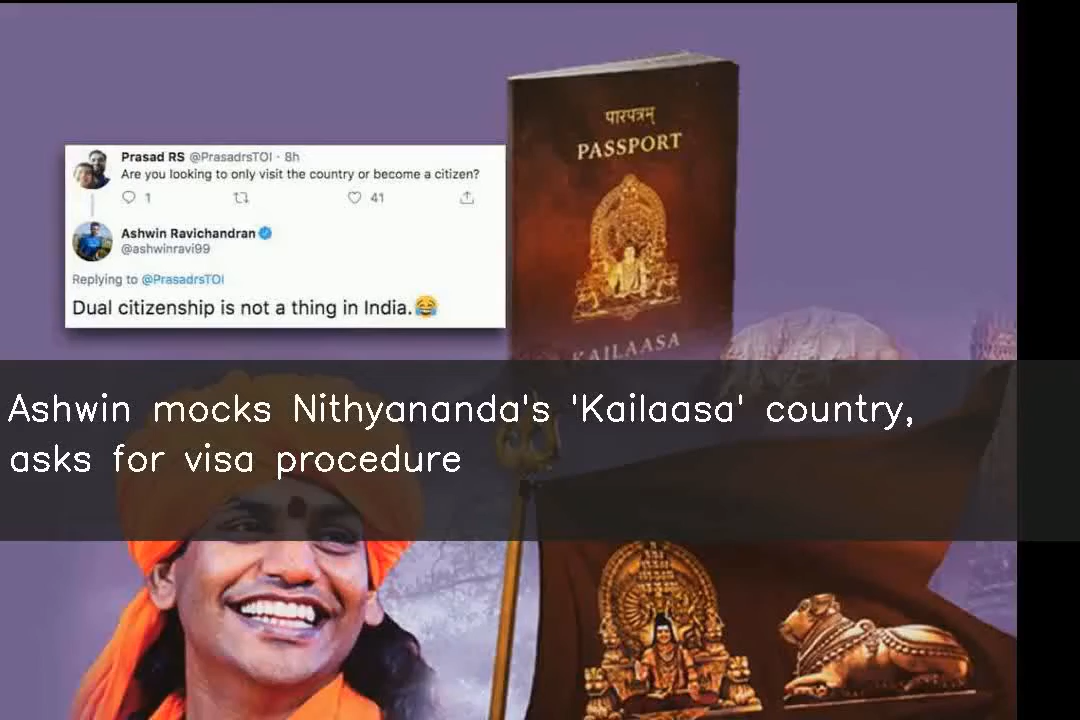 Prasad RS @PrasadrsTOI · 8h
Are you looking to only visit the country or become a citizen?
1 41
Ashwin Ravichandran
@ashwinravi99
Replying to @PrasadrsTOI
Dual citizenship is not a thing in India.😂
पारपत्रम्
PASSPORT
KAILAASA
Ashwin mocks Nithyananda's 'Kailaasa' country,
asks for visa procedure